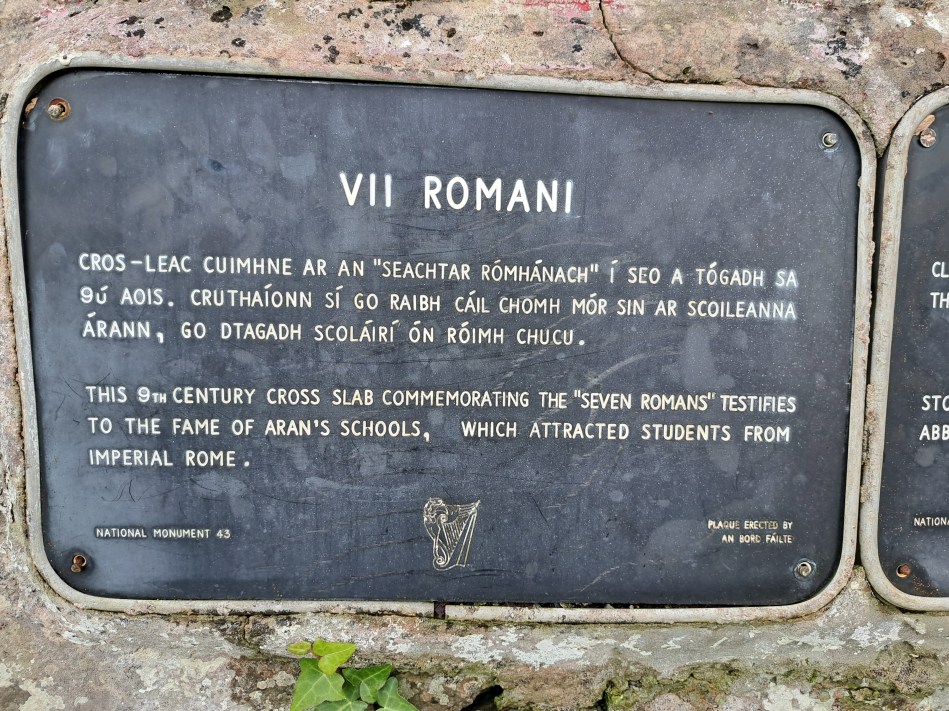 VII ROMANI
CROS-LEAC CUIMHNE AR AN "SEACHTAR RÓMHÁNACH" Í SEO A TÓGADH SA
9Ú AOIS. CRUTHAÍONN SÍ GO RAIBH CÁIL CHOMH MÓR SIN AR SCOILEANNA
ÁRANN, GO DTAGADH SCOLÁIRÍ ÓN RÓIMH CHUCU.
THIS 9TH CENTURY CROSS SLAB COMMEMORATING THE "SEVEN ROMANS" TESTIFIES
TO THE FAME OF ARAN'S SCHOOLS, WHICH ATTRACTED STUDENTS FROM
IMPERIAL ROME.
NATIONAL MONUMENT 43
PLAQUE ERECTED BY
AN BORD FÁILTE